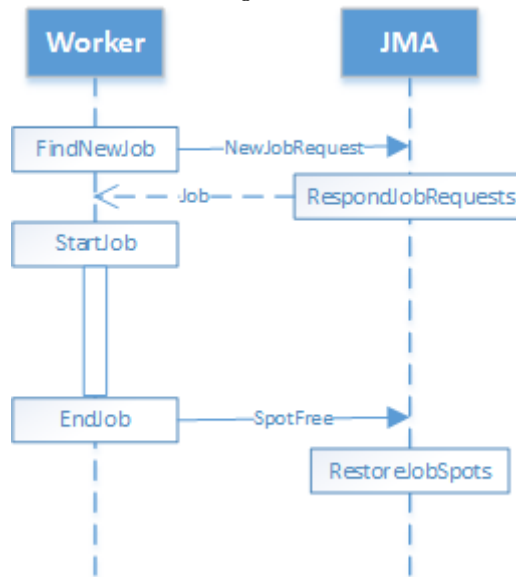 Worker
JMA
FindNewJob
NewJobRequest
Job
RespondJobRequests
StartJob
EndJob
SpotFree
RestoreJobSpots